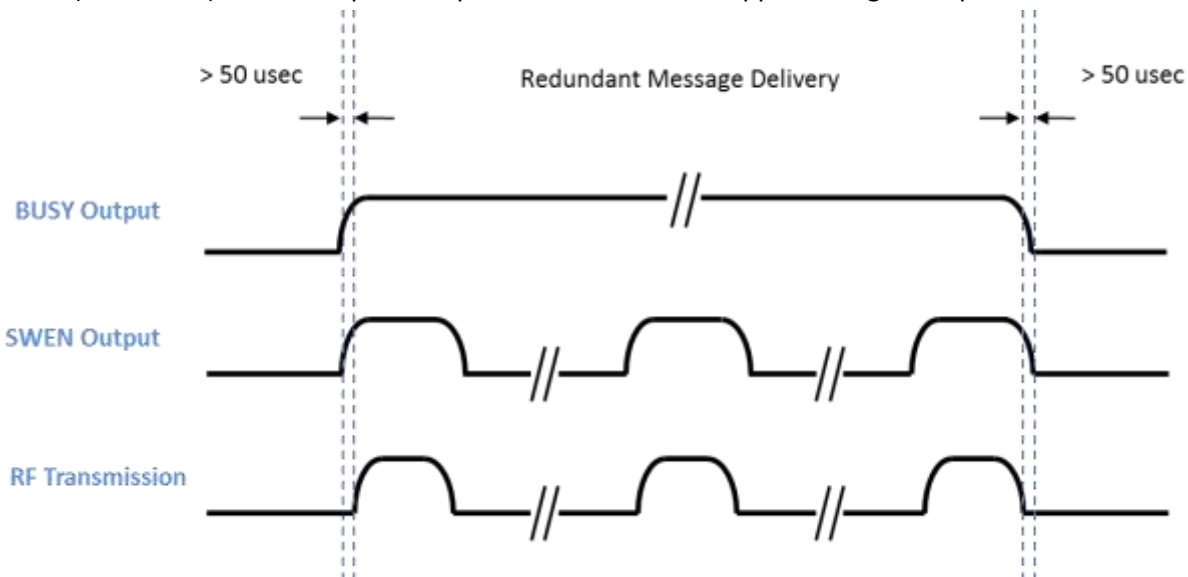 > 50 usec
Redundant Message Delivery
> 50 usec
BUSY Output
SWEN Output
RF Transmission